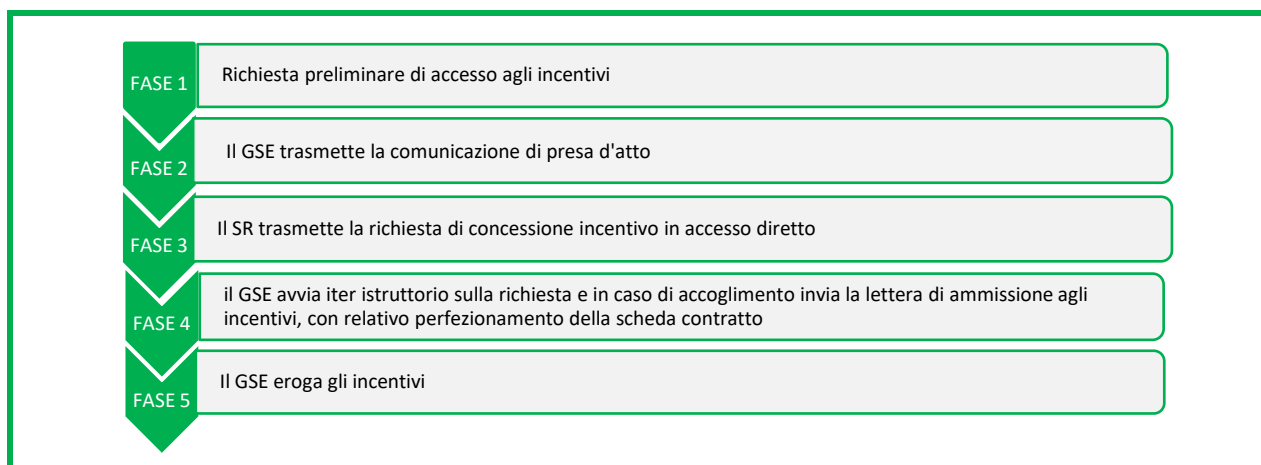 FASE 1
Richiesta preliminare di accesso agli incentivi
FASE 2
Il GSE trasmette la comunicazione di presa d'atto
FASE 3
Il SR trasmette la richiesta di concessione incentivo in accesso diretto
FASE 4
il GSE avvia iter istruttorio sulla richiesta e in caso di accoglimento invia la lettera di ammissione agli
incentivi, con relativo perfezionamento della scheda contratto
FASE 5
Il GSE eroga gli incentivi